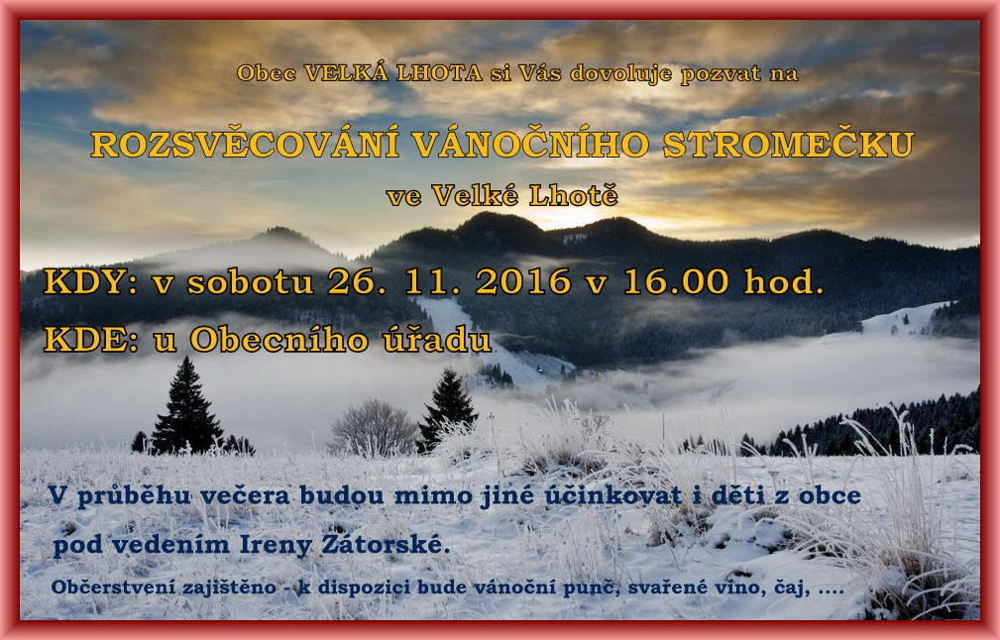 Obec VELKÁ LHOTA si Vás dovoluje pozvat na
ROZSVĚCOVÁNÍ VÁNOČNÍHO STROMEČKU
ve Velké Lhotě
KDY: v sobotu 26. 11. 2016 v 16.00 hod.
KDE: u Obecního úřadu
V průběhu večera budou mimo jiné účinkovat i děti z obce
pod vedením Ireny Zátorské.
Občerstvení zajištěno - k dispozici bude vánoční punč, svařené víno, čaj, ....